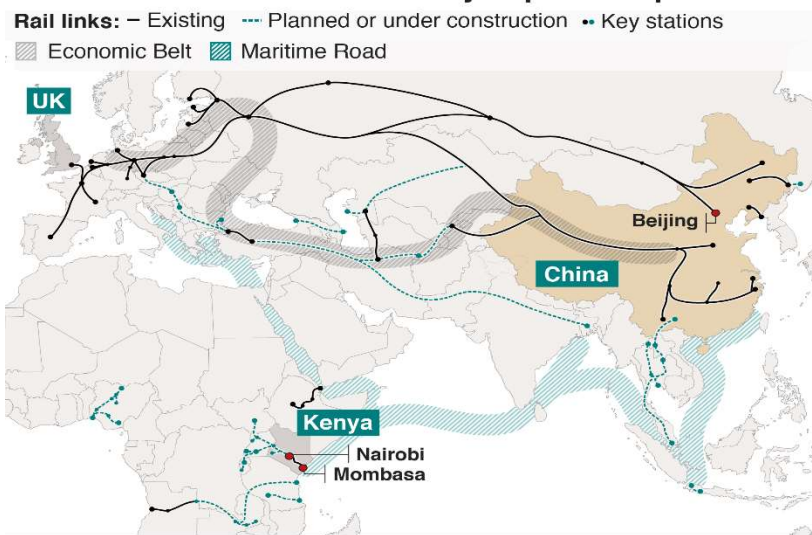 Rail links: – Existing --- Planned or under construction •• Key stations
Economic Belt Maritime Road
UK
Beijing
China
Kenya
Nairobi
Mombasa